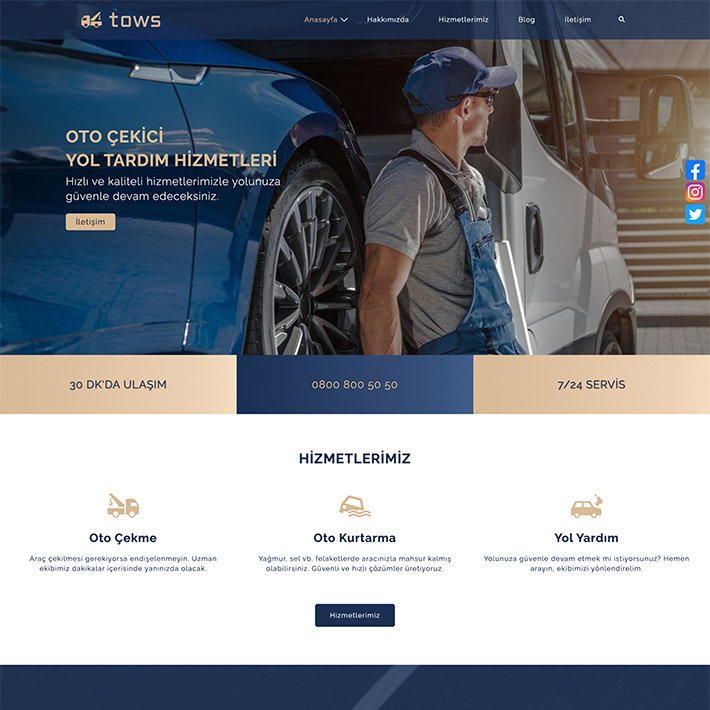 tows
Anasayfa Hakkımızda Hizmetlerimiz Blog İletişim
OTO ÇEKİCİ
YOL TARDIM HİZMETLERİ
Hızlı ve kaliteli hizmetlerimizle yolunuza
güvenle devam edeceksiniz.
İletişim
30 DK'DA ULAŞIM
0800 800 50 50
7/24 SERVİS
HİZMETLERİMİZ
Oto Çekme
Araç çekilmesi gerekiyorsa endişelenmeyin. Uzman
ekibimiz dakikalar içerisinde yanınızda olacak.
Oto Kurtarma
Yağmur, sel vb. felaketlerde aracınızla mahsur kalmış
olabilirsiniz. Güvenli ve hızlı çözümler üretiyoruz.
Yol Yardım
Yolunuza güvenle devam etmek mi istiyorsunuz? Hemen
arayın, ekibimizi yönlendirelim.
Hizmetlerimiz